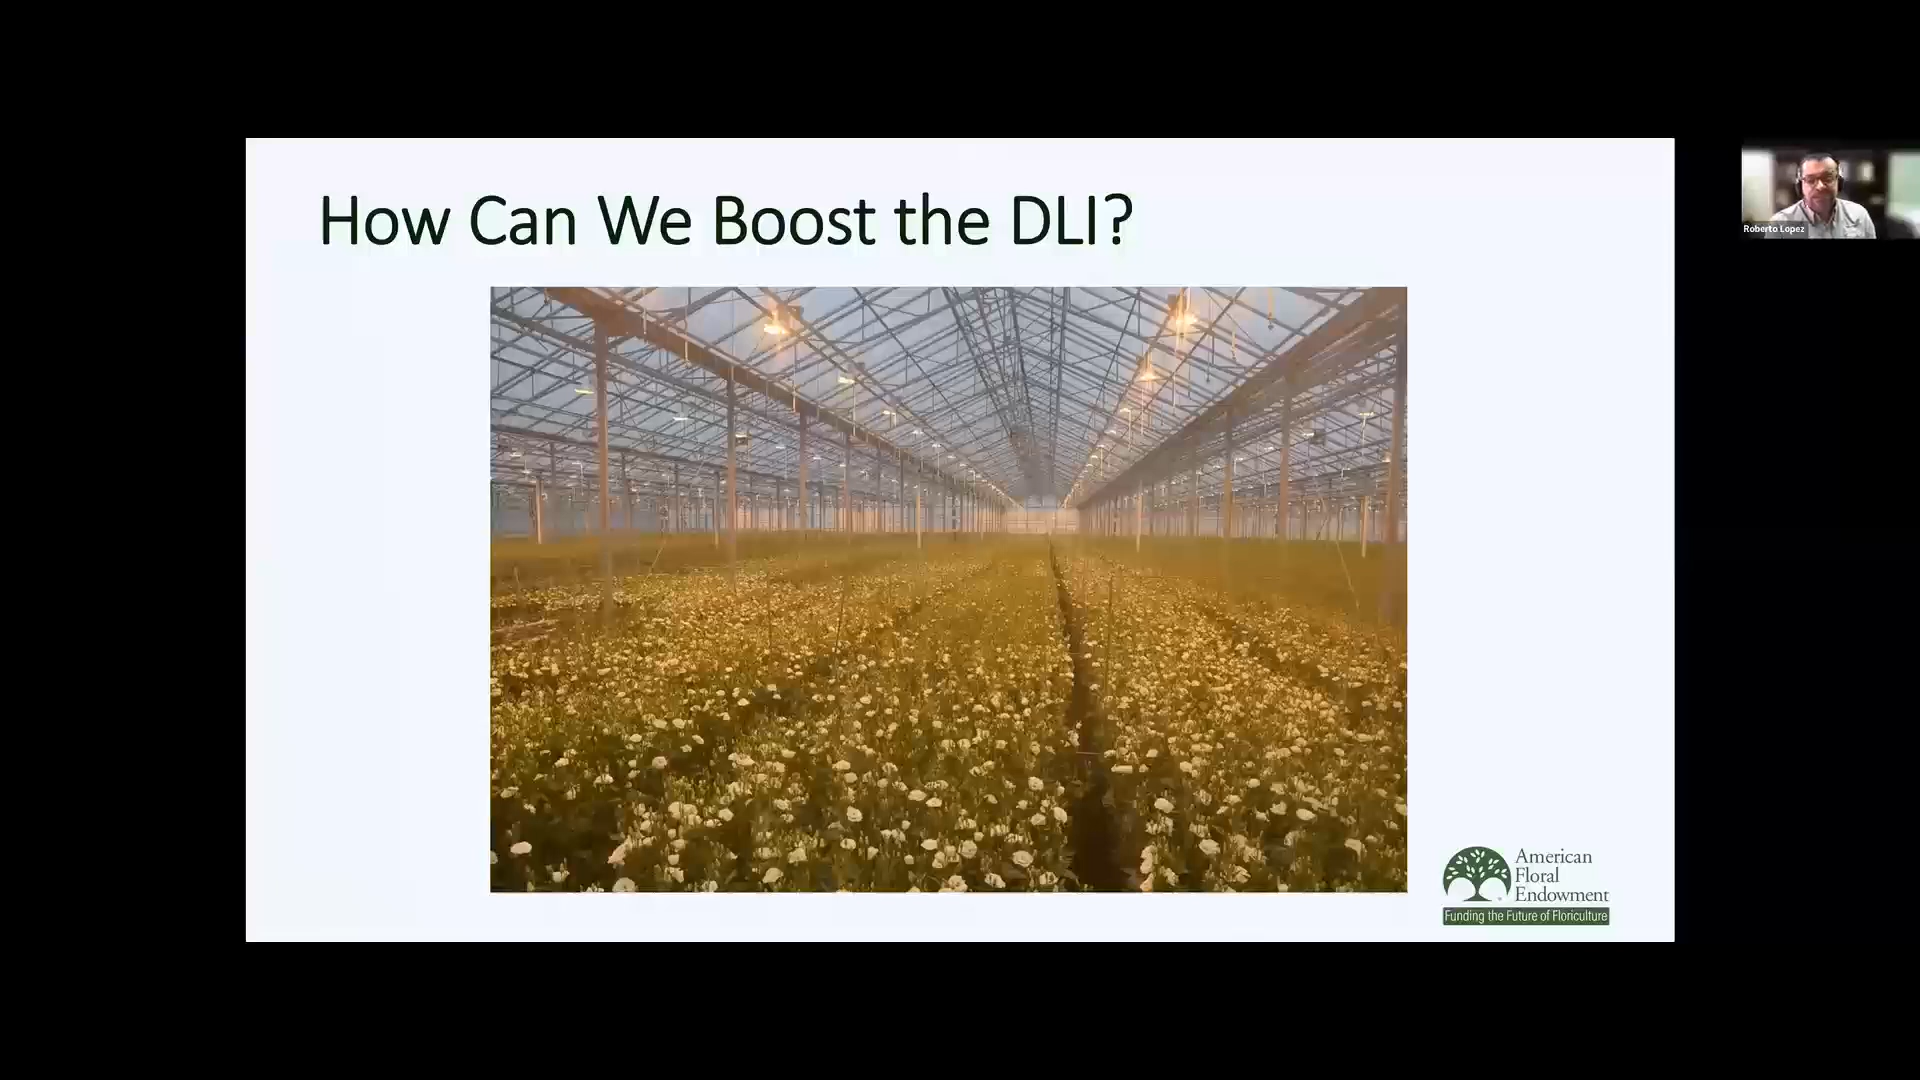 How Can We Boost the DLI?
Roberto Lopez
American
Floral
Endowment
Funding the Future of Floriculture